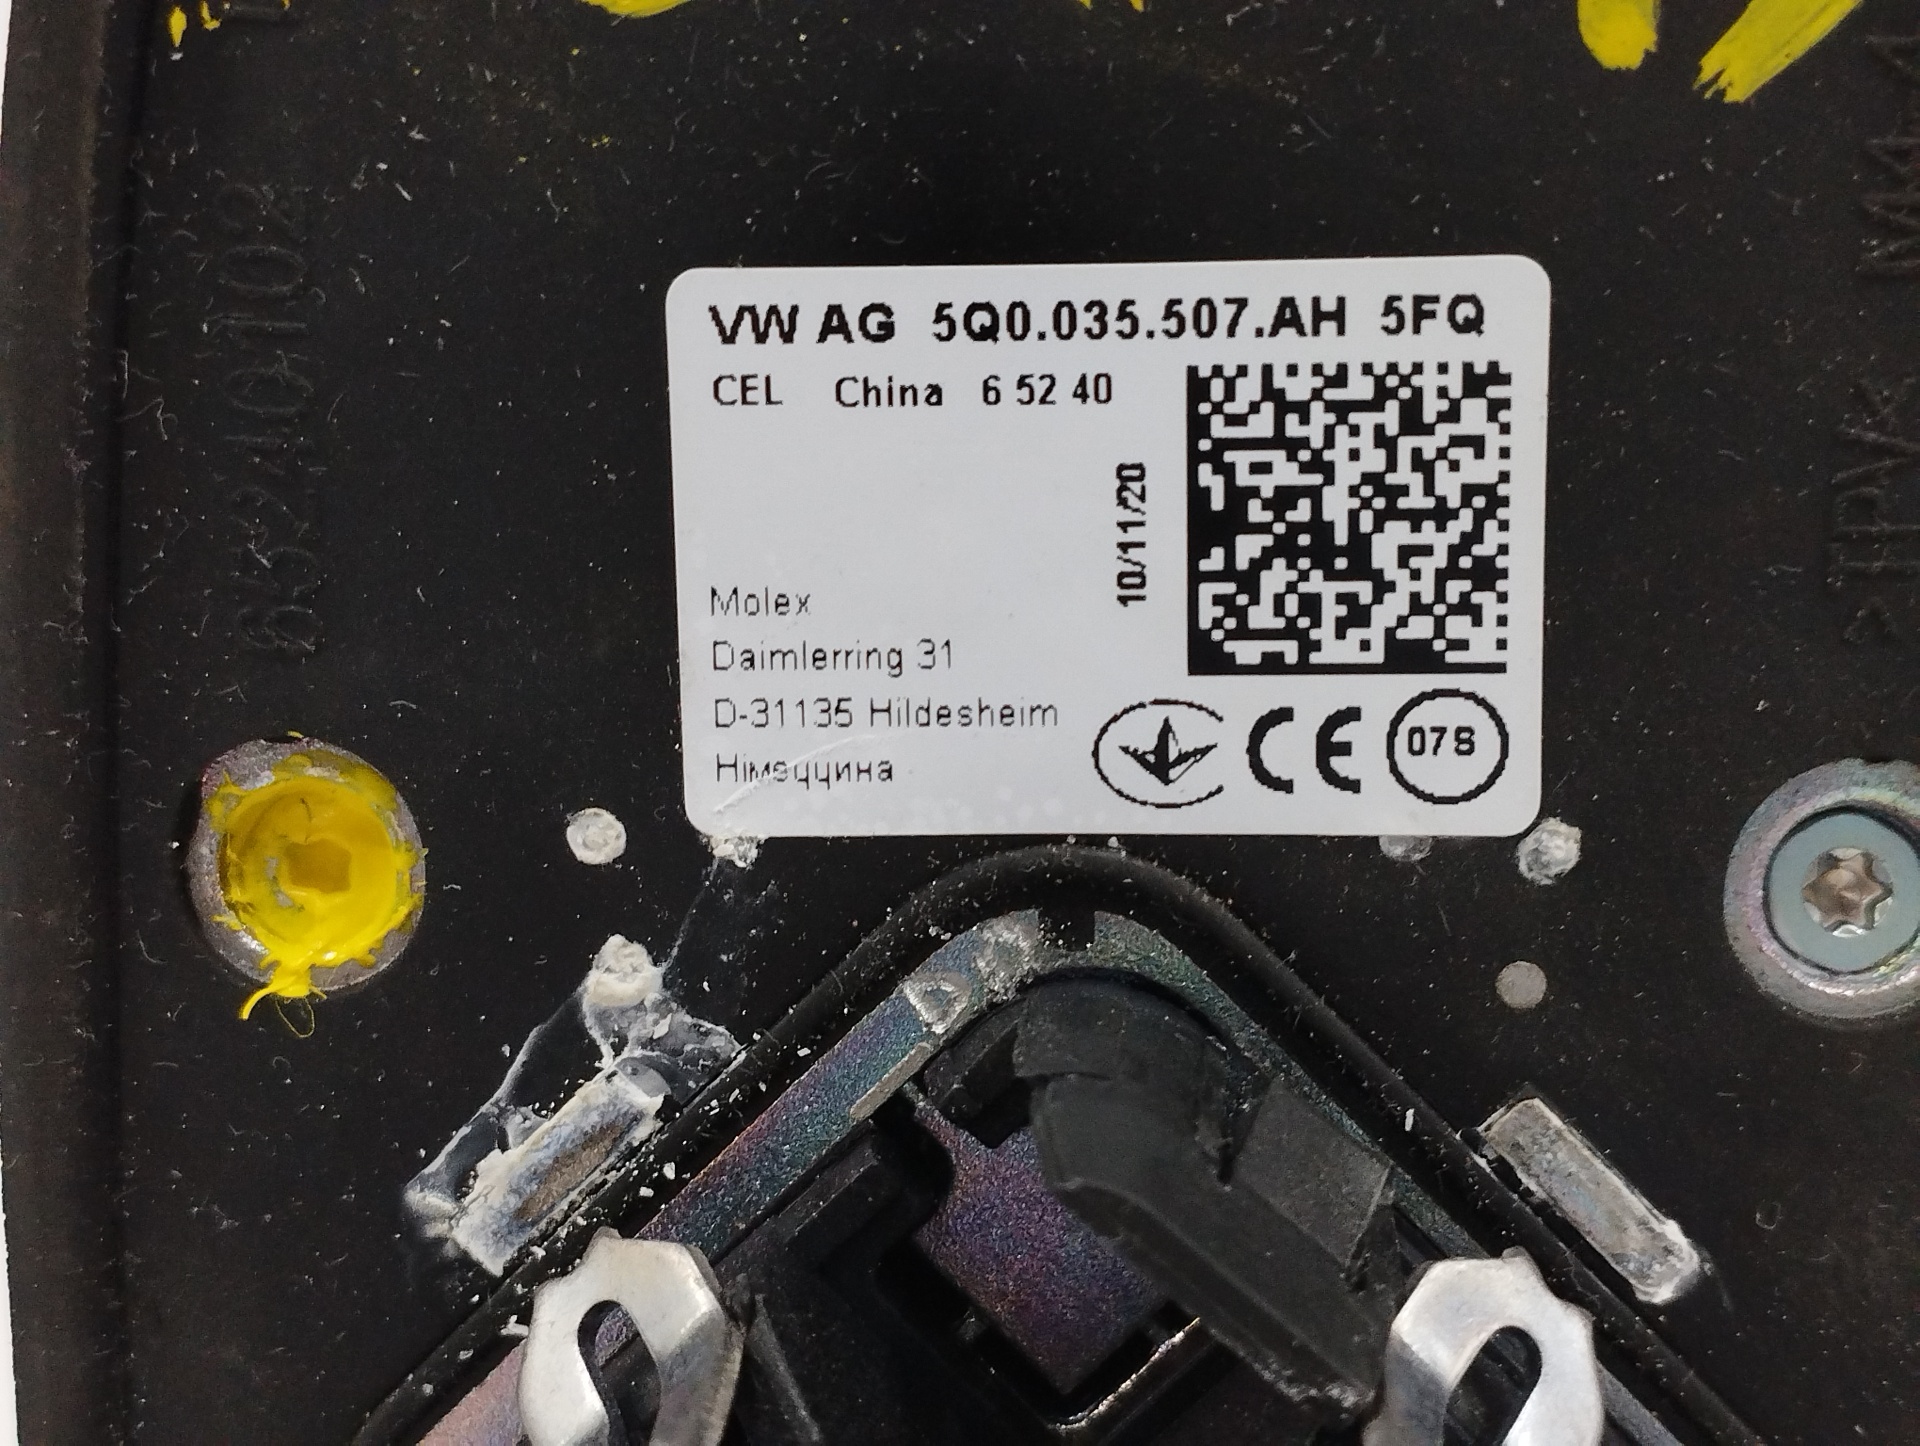 VW AG 5Q0.035.507.AH 5FQ
CEL China 6 52 40
10/11/20
Molex
Daimlerring 31
D-31135 Hildesheim
Німеччина
CE
07S